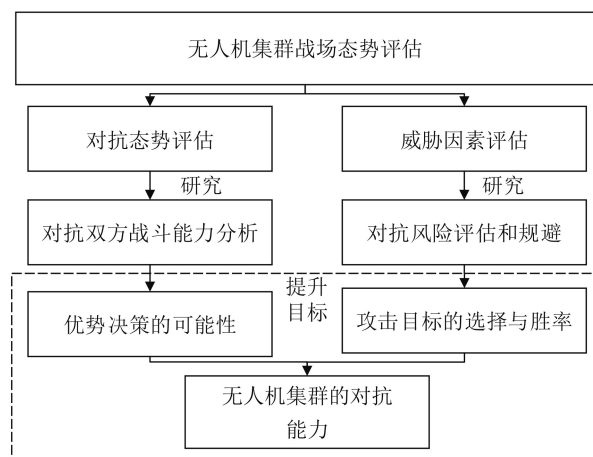 无人机集群战场态势评估
对抗态势评估
威胁因素评估
研究
研究
对抗双方战斗能力分析
对抗风险评估和规避
提升
目标
优势决策的可能性
攻击目标的选择与胜率
无人机集群的对抗
能力